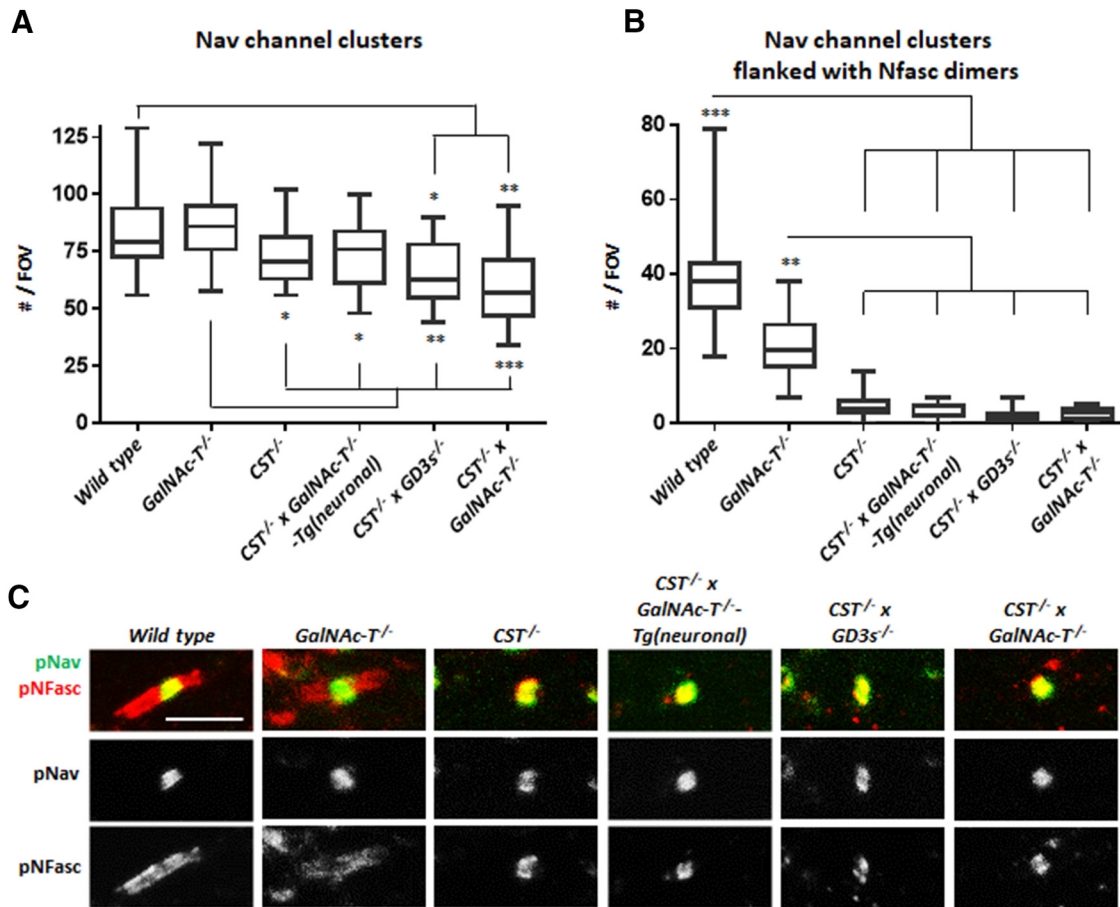 A
Nav channel clusters
# / FOV
125
100
75
50
25
0
*
**
*
*
**
***
Wild type
GalNAc-T⁻/⁻
CST⁻/⁻
CST⁻/⁻ x GalNAc-T⁻/⁻
-Tg(neuronal)
CST⁻/⁻ x GD3s⁻/⁻
CST⁻/⁻ x
GalNAc-T⁻/⁻
B
Nav channel clusters
flanked with Nfasc dimers
# / FOV
80
60
40
20
0
***
**
Wild type
GalNAc-T⁻/⁻
CST⁻/⁻
CST⁻/⁻ x GalNAc-T⁻/⁻
-Tg(neuronal)
CST⁻/⁻ x GD3s⁻/⁻
CST⁻/⁻ x
GalNAc-T⁻/⁻
C
Wild type
GalNAc-T⁻/⁻
CST⁻/⁻
CST⁻/⁻ x
GalNAc-T⁻/⁻-
Tg(neuronal)
CST⁻/⁻ x
GD3s⁻/⁻
CST⁻/⁻ x
GalNAc-T⁻/⁻
pNav
pNFasc
pNav
pNFasc